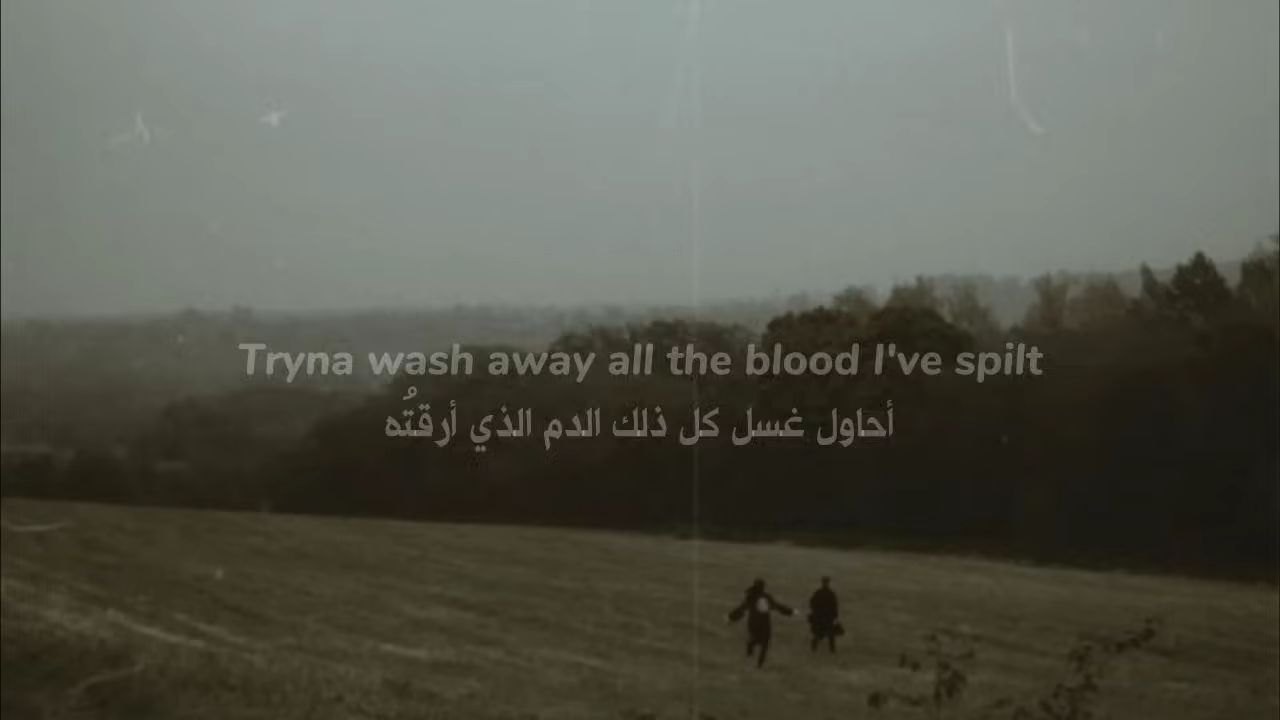 Tryna wash away all the blood I've spilt
أحاول غسل كل ذلك الدم الذي أرقتُه